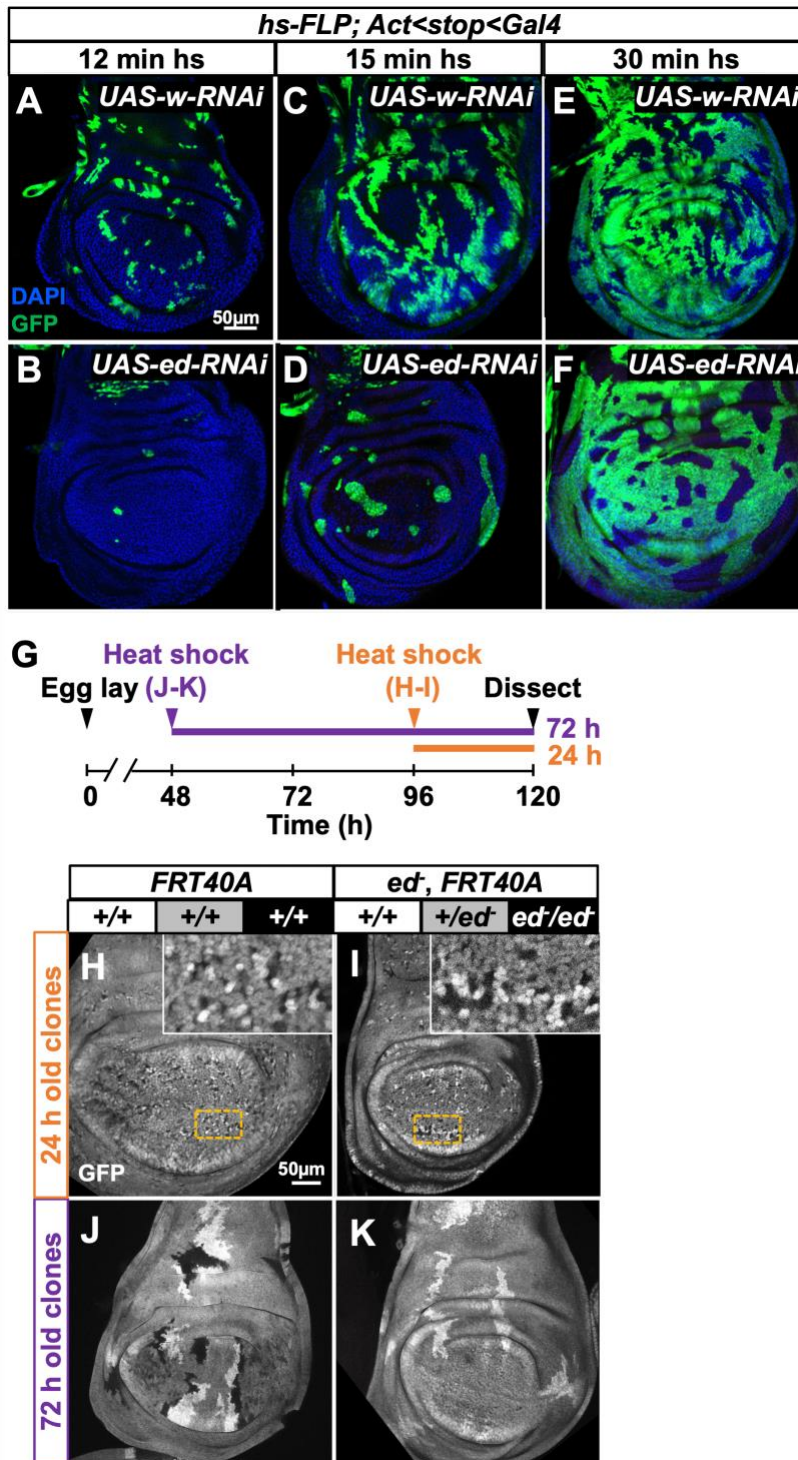 hs-FLP; Act<stop<Gal4
12 min hs 15 min hs 30 min hs
A UAS-w-RNAi C UAS-w-RNAi E UAS-w-RNAi
DAPI
GFP
50µm
B UAS-ed-RNAi D UAS-ed-RNAi F UAS-ed-RNAi
G
Heat shock Heat shock
Egg lay (J-K) (H-I) Dissect
72 h
24 h
0 48 72 96 120
Time (h)
FRT40A ed-, FRT40A
+/+ +/+ +/+ +/+ +/ed- ed-/ed-
24 h old clones
H I
GFP
50µm
72 h old clones
J K